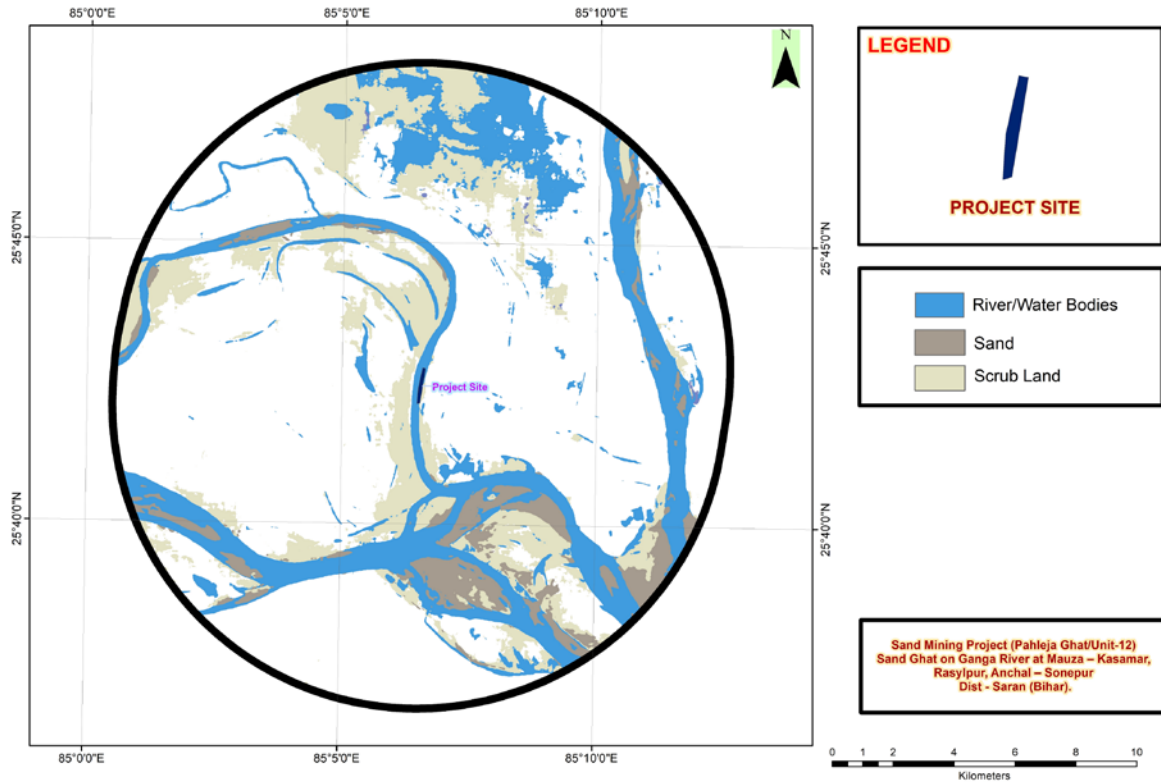 85°0'0"E
85°5'0"E
85°10'0"E
N
25°45'0"N
25°45'0"N
Project Site
25°40'0"N
25°40'0"N
85°0'0"E
85°5'0"E
85°10'0"E
LEGEND
PROJECT SITE
River/Water Bodies
Sand
Scrub Land
Sand Mining Project (Pahleja Ghat/Unit-12)
Sand Ghat on Ganga River at Mauza – Kasamar,
Rasylpur, Anchal – Sonepur
Dist - Saran (Bihar).
0 1 2 4 6 8 10
Kilometers